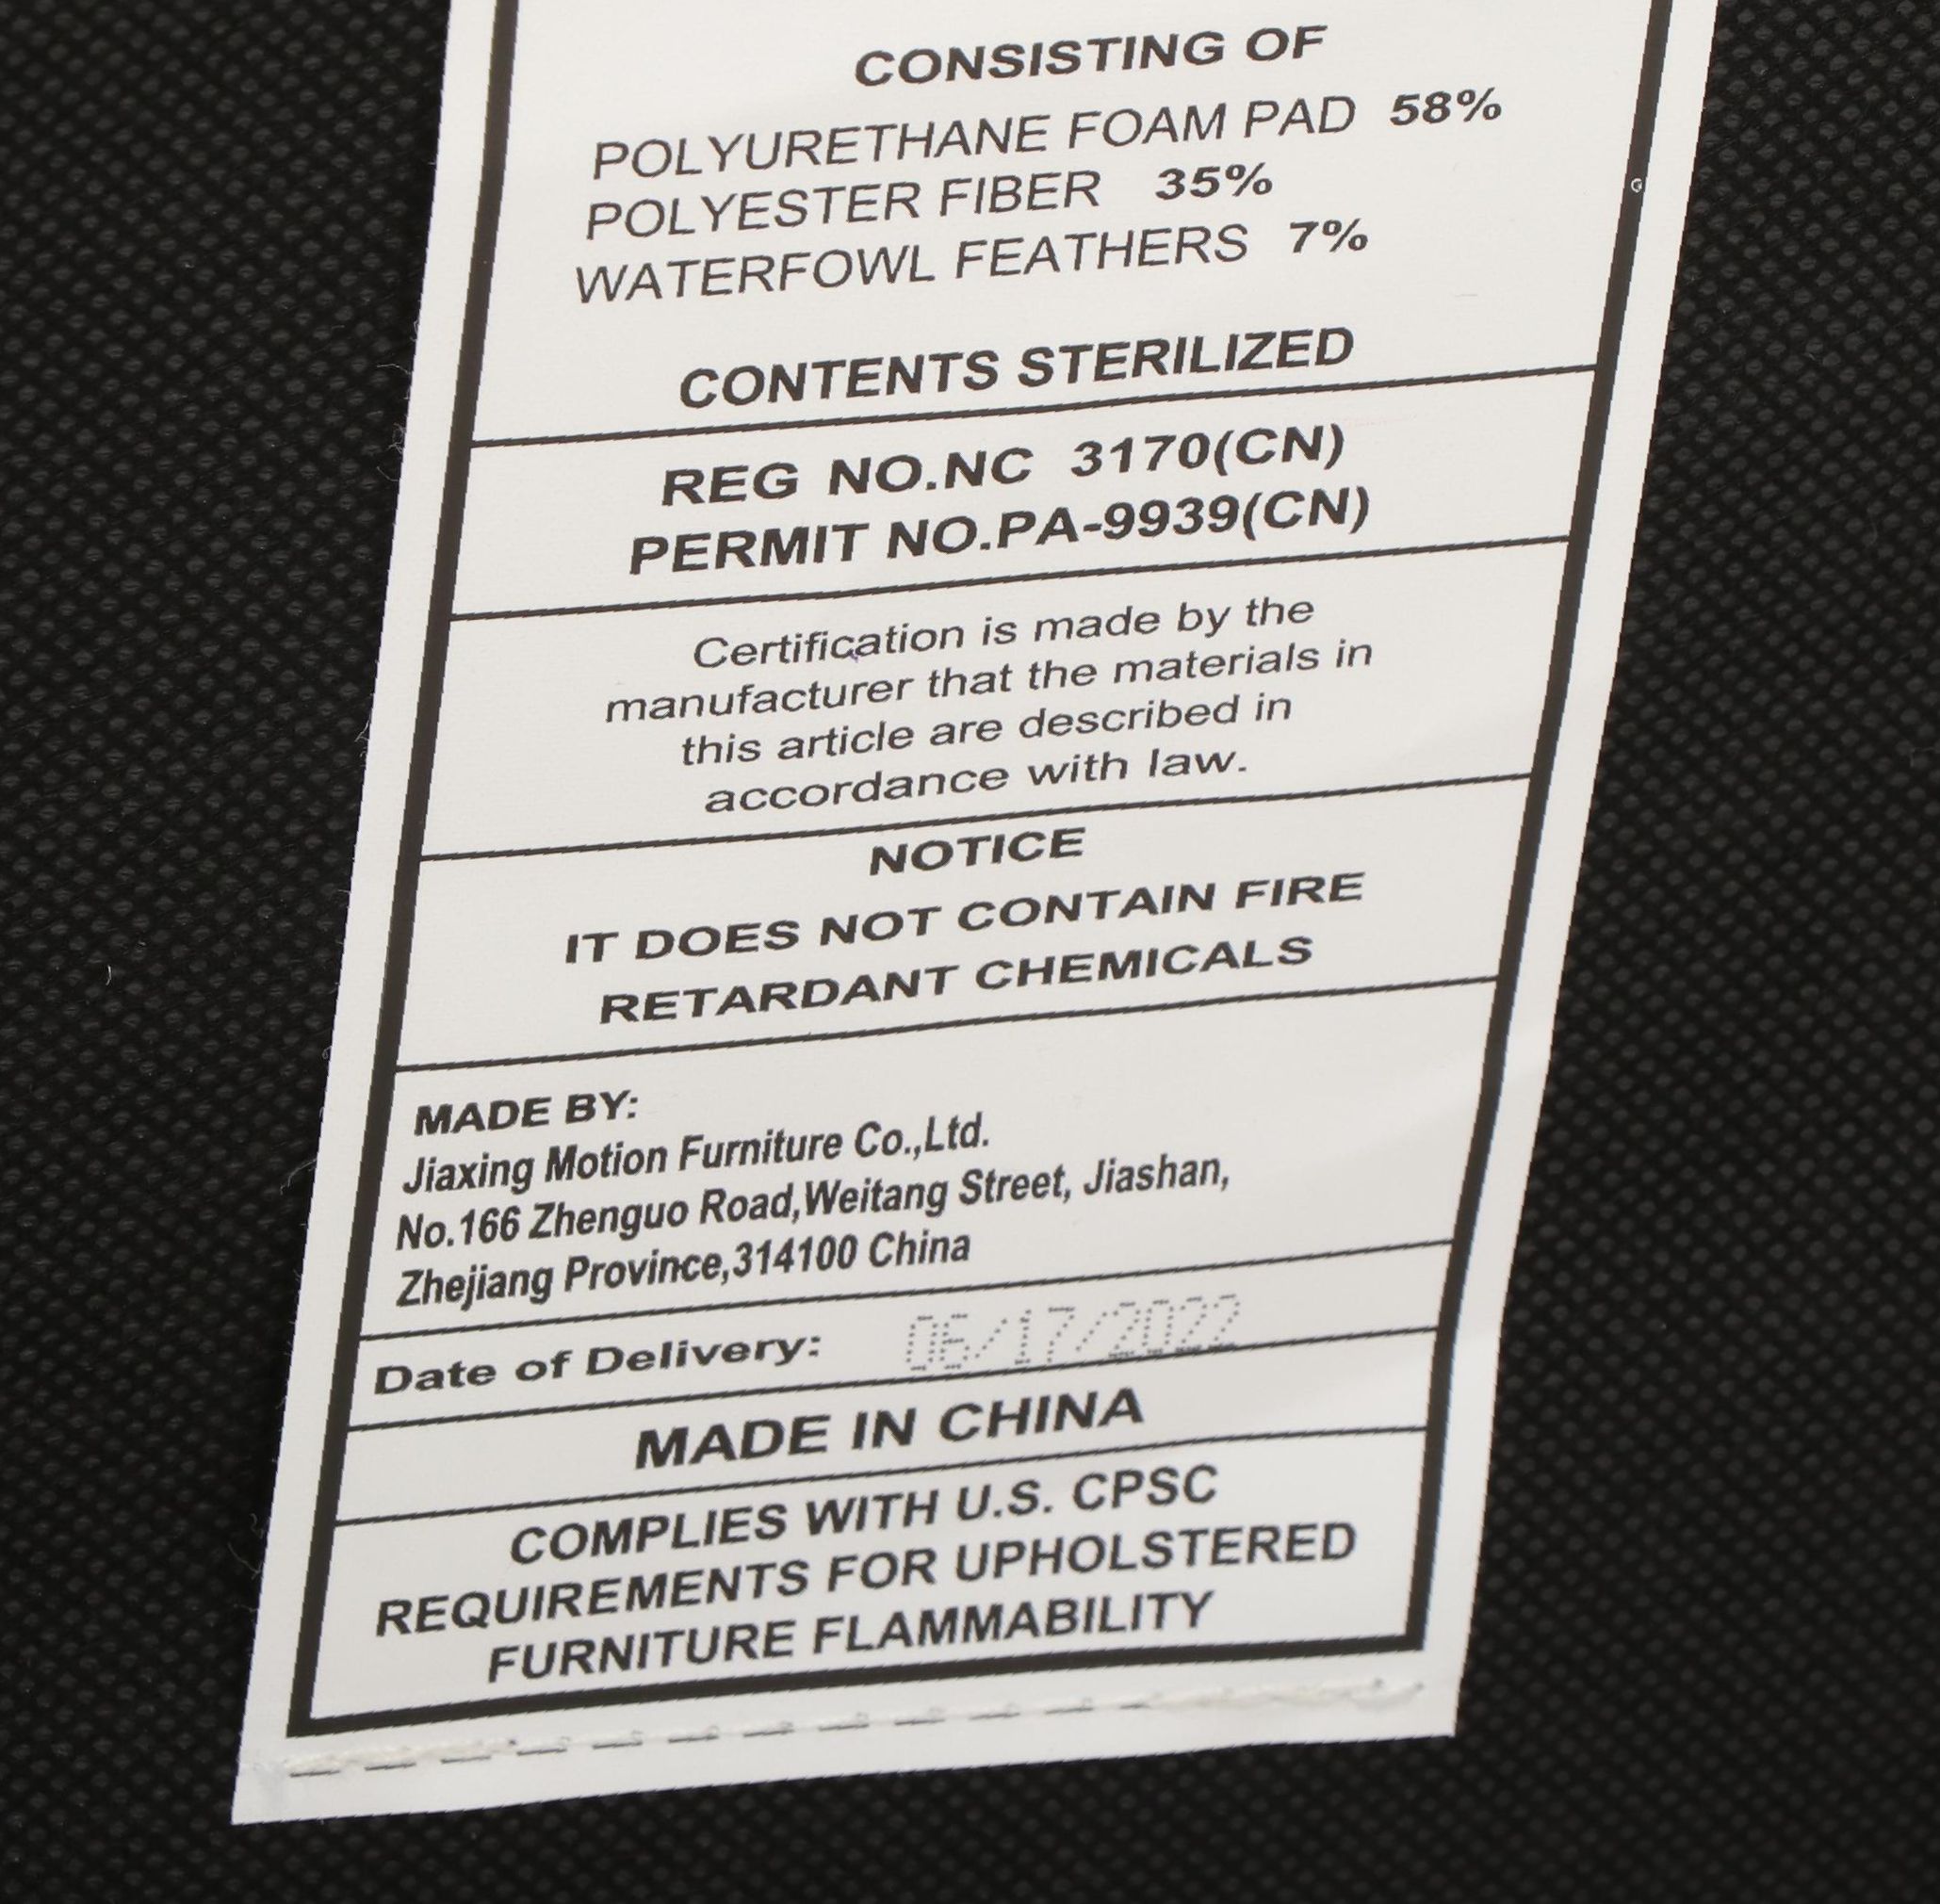 CONSISTING OF
POLYURETHANE FOAM PAD 58%
POLYESTER FIBER 35%
WATERFOWL FEATHERS 7%
CONTENTS STERILIZED
REG NO.NC 3170(CN)
PERMIT NO.PA-9939(CN)
Certification is made by the
manufacturer that the materials in
this article are described in
accordance with law.
NOTICE
IT DOES NOT CONTAIN FIRE
RETARDANT CHEMICALS
MADE BY:
Jiaxing Motion Furniture Co.,Ltd.
No.166 Zhenguo Road,Weitang Street, Jiashan,
Zhejiang Province,314100 China
Date of Delivery: 06/17/2022
MADE IN CHINA
COMPLIES WITH U.S. CPSC
REQUIREMENTS FOR UPHOLSTERED
FURNITURE FLAMMABILITY